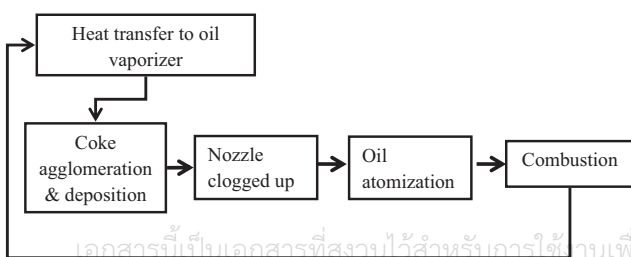 Heat transfer to oil
vaporizer
Coke
agglomeration
& deposition
Nozzle
clogged up
Oil
atomization
Combustion
เอกสารนี้เป็นเอกสารที่สงวนไว้สำหรับการใช้งานเพื่